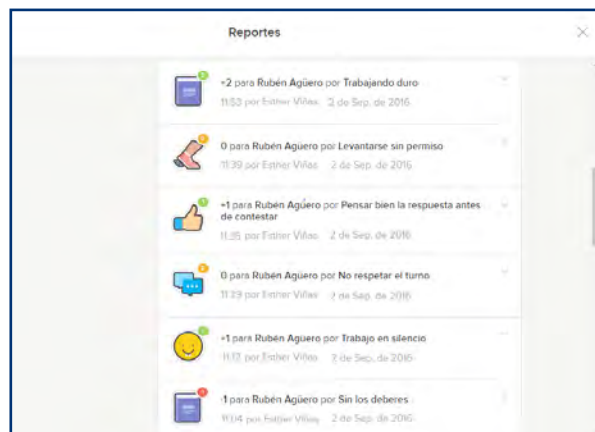 Reportes
+2 para Rubén Agüero por Trabajando duro
11:53 por Esther Viñas 2 de Sep. de 2016
0 para Rubén Agüero por Levantarse sin permiso
11:39 por Esther Viñas 2 de Sep. de 2016
+1 para Rubén Agüero por Pensar bien la respuesta antes
de contestar
por Esther Viñas 2 de Sep. de 2016
0 para Rubén Agüero por No respetar el turno
por Esther Viñas 2 de Sep. de 2016
+1 para Rubén Agüero por Trabajo en silencio
por Esther Viñas 2 de Sep. de 2016
-1 para Rubén Agüero por Sin los deberes
11:04 por Esther Viñas 2 de Sep. de 2016